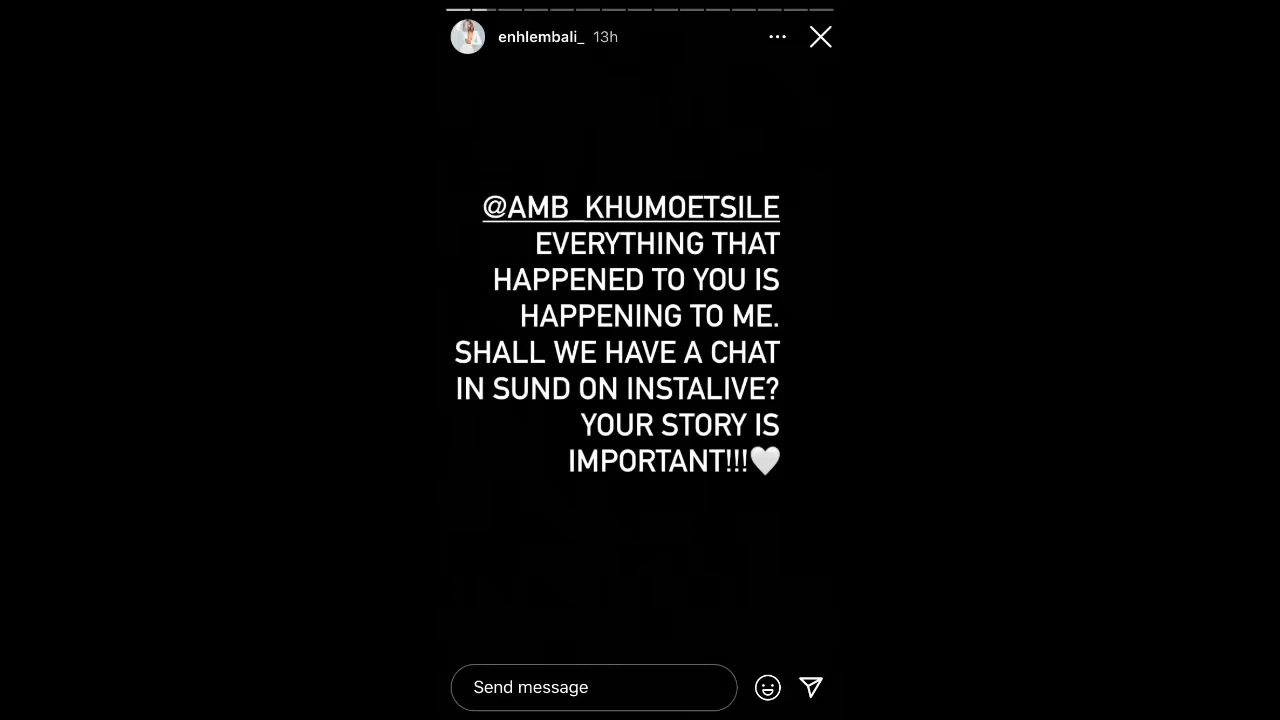 enhlembali_ 13h
@AMB_KHUMOETSILE
EVERYTHING THAT
HAPPENED TO YOU IS
HAPPENING TO ME.
SHALL WE HAVE A CHAT
IN SUND ON INSTALIVE?
YOUR STORY IS
IMPORTANT!!!🤍
Send message